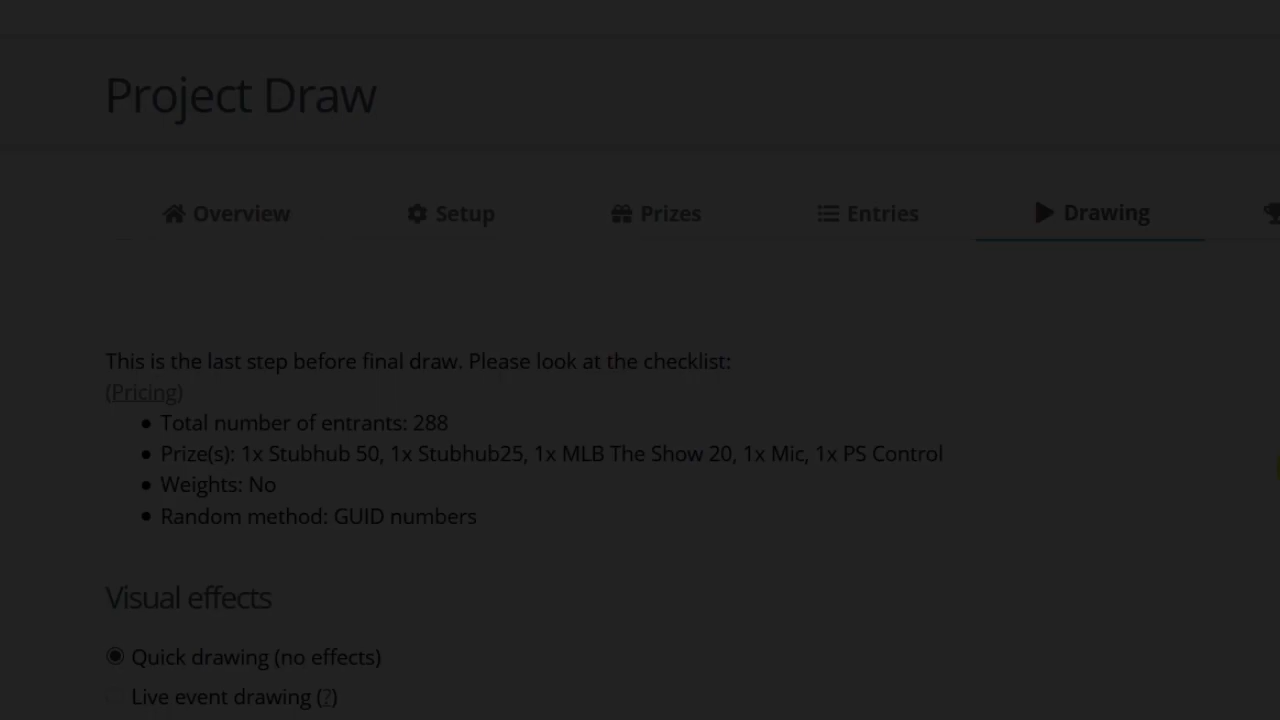 Project Draw
Overview Setup Prizes Entries Drawing
This is the last step before final draw. Please look at the checklist:
(Pricing)
Total number of entrants: 288
Prize(s): 1x Stubhub 50, 1x Stubhub25, 1x MLB The Show 20, 1x Mic, 1x PS Control
Weights: No
Random method: GUID numbers
Visual effects
Quick drawing (no effects)
Live event drawing (?)